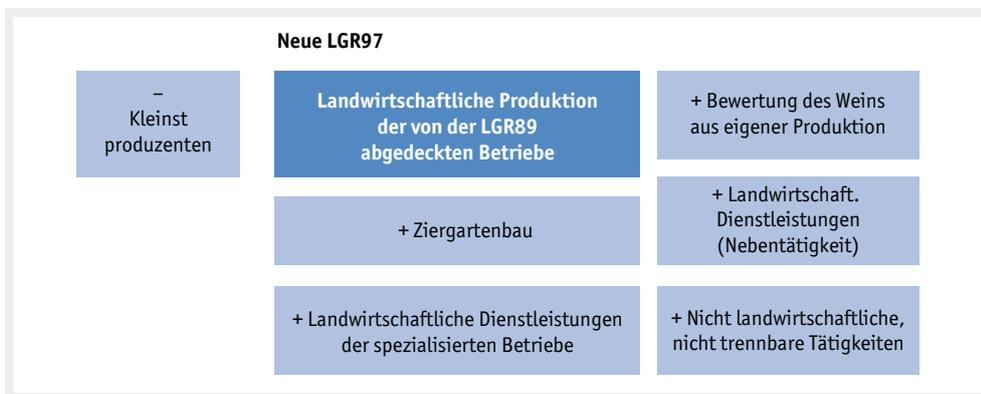 Neue LGR97
–
Kleinst
produzenten
Landwirtschaftliche Produktion
der von der LGR89
abgedeckten Betriebe
+ Bewertung des Weins
aus eigener Produktion
+ Ziergartenbau
+ Landwirtschaft.
Dienstleistungen
(Nebentätigkeit)
+ Landwirtschaftliche Dienstleistungen
der spezialisierten Betriebe
+ Nicht landwirtschaftliche,
nicht trennbare Tätigkeiten